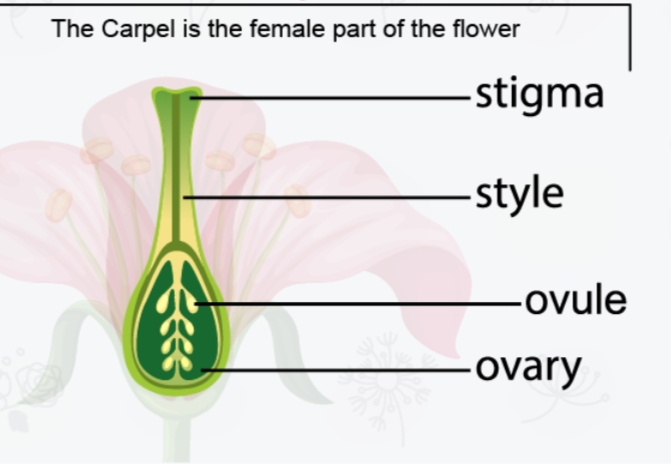 The Carpel is the female part of the flower
stigma
style
ovule
ovary